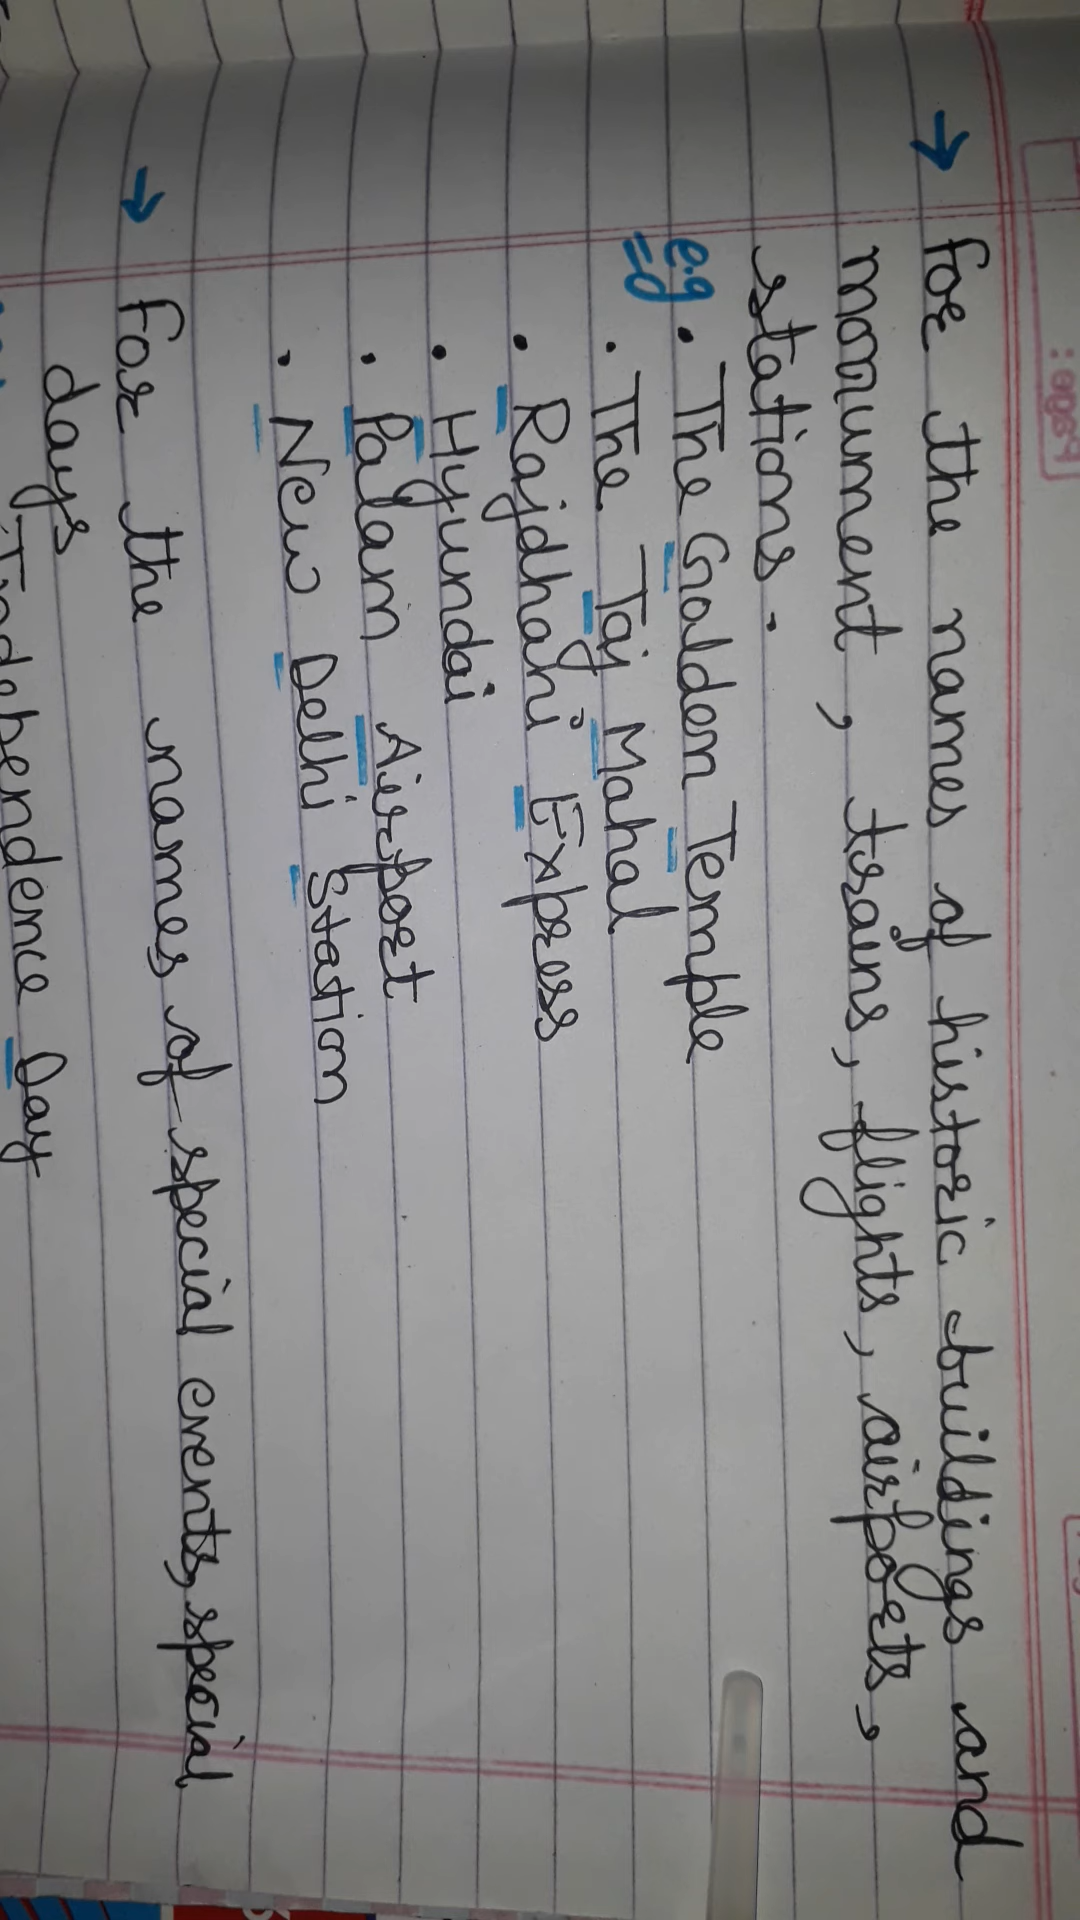 → For the names of historic buildings and
monument, trains, flights, airports,
stations.
e.g • The Golden Temple
• The Taj Mahal
• Rajdhani Express
• Hyundai
• Palam Airport
• New Delhi Station
→ For the names of special events, special
days
Independence Day
Page: